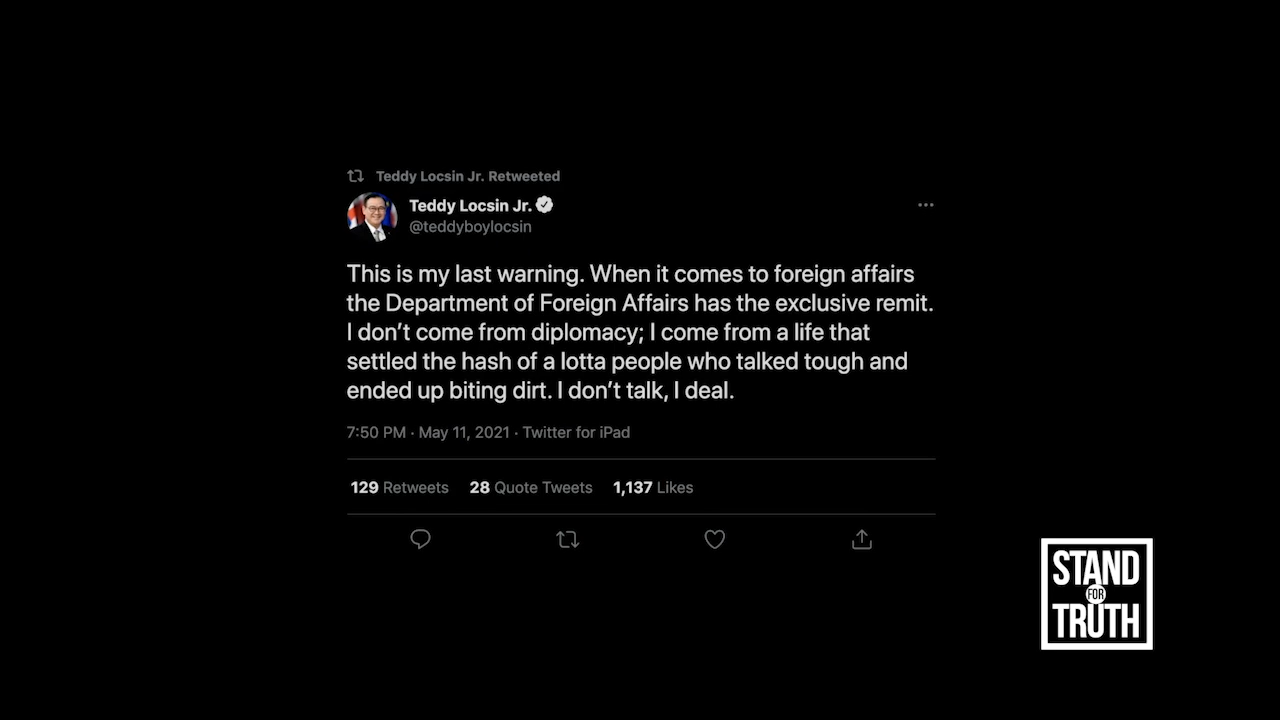 Teddy Locsin Jr. Retweeted
Teddy Locsin Jr.
@teddyboylocsin
This is my last warning. When it comes to foreign affairs
the Department of Foreign Affairs has the exclusive remit.
I don’t come from diplomacy; I come from a life that
settled the hash of a lotta people who talked tough and
ended up biting dirt. I don’t talk, I deal.
7:50 PM · May 11, 2021 · Twitter for iPad
129 Retweets 28 Quote Tweets 1,137 Likes
STAND
FOR
TRUTH